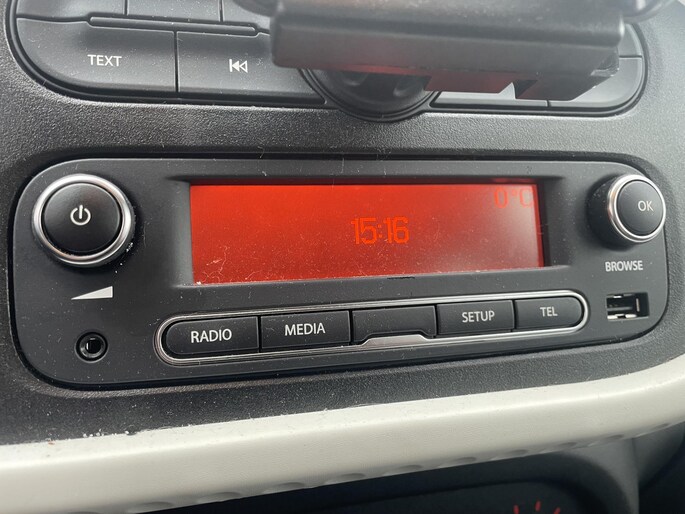 TEXT
0°C
15:16
OK
BROWSE
RADIO MEDIA SETUP TEL